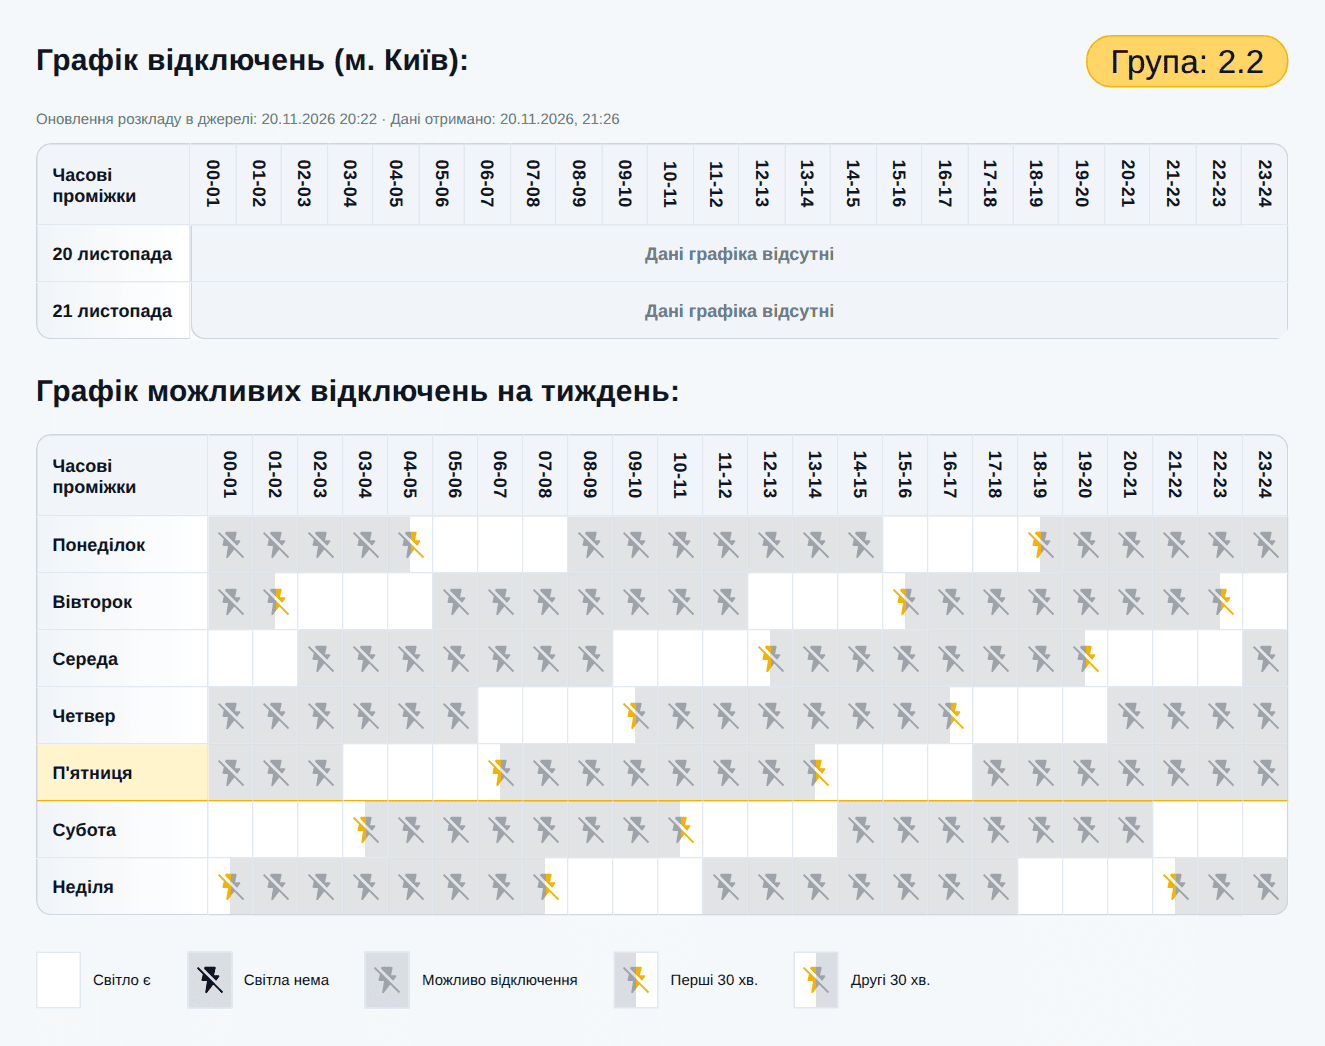 Графік відключень (м. Київ):
Група: 2.2
Оновлення розкладу в джерелі: 20.11.2026 20:22 · Дані отримано: 20.11.2026, 21:26
Часові
проміжки
00-01 01-02 02-03 03-04 04-05 05-06 06-07 07-08 08-09 09-10 10-11 11-12 12-13 13-14 14-15 15-16 16-17 17-18 18-19 19-20 20-21 21-22 22-23 23-24
20 листопада Дані графіка відсутні
21 листопада Дані графіка відсутні
Графік можливих відключень на тиждень:
Часові
проміжки
00-01 01-02 02-03 03-04 04-05 05-06 06-07 07-08 08-09 09-10 10-11 11-12 12-13 13-14 14-15 15-16 16-17 17-18 18-19 19-20 20-21 21-22 22-23 23-24
Понеділок
Вівторок
Середа
Четвер
П'ятниця
Субота
Неділя
Світло є Світла нема Можливо відключення Перші 30 хв. Другі 30 хв.